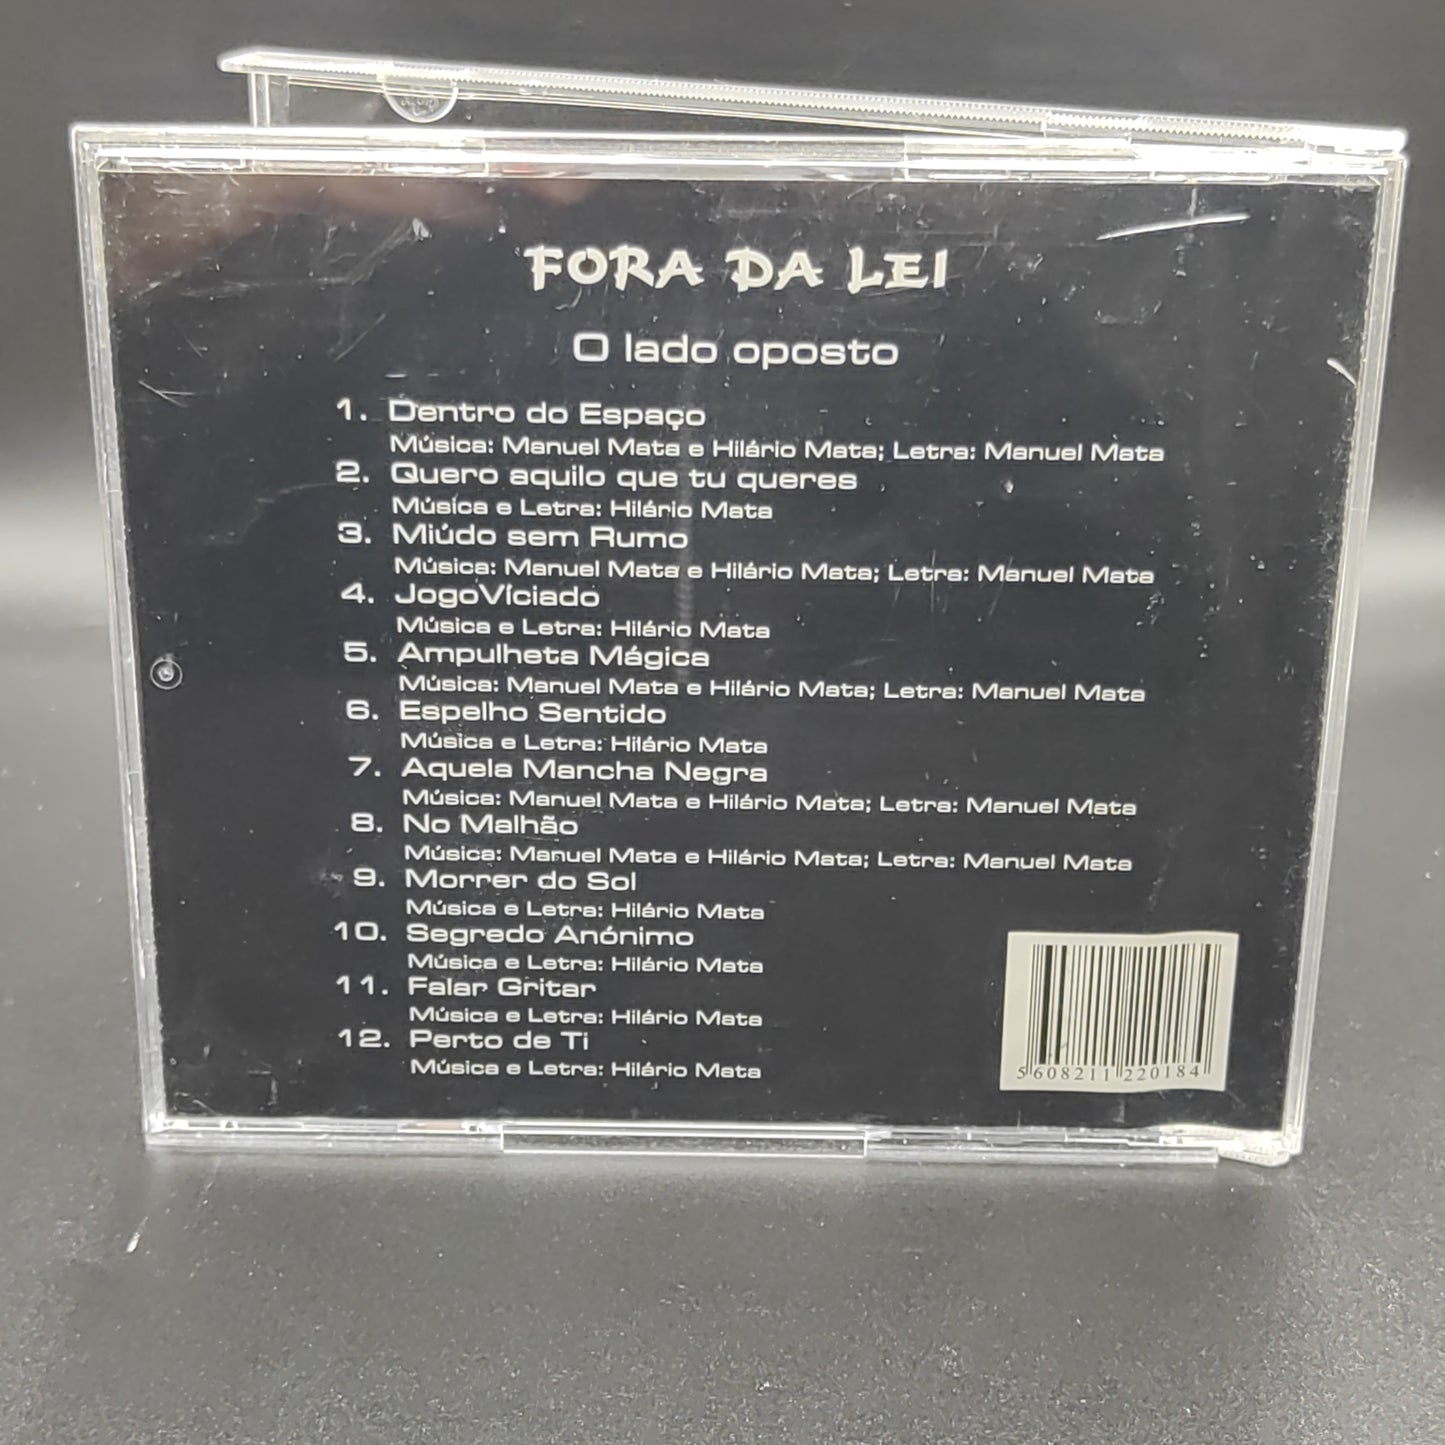 FORA DA LEI
O lado oposto
1. Dentro do Espaço
Música: Manuel Mata e Hilário Mata; Letra: Manuel Mata
2. Quero aquilo que tu queres
Música e Letra: Hilário Mata
3. Miúdo sem Rumo
Música: Manuel Mata e Hilário Mata; Letra: Manuel Mata
4. JogoViciado
Música e Letra: Hilário Mata
5. Ampulheta Mágica
Música: Manuel Mata e Hilário Mata; Letra: Manuel Mata
6. Espelho Sentido
Música e Letra: Hilário Mata
7. Aquela Mancha Negra
Música: Manuel Mata e Hilário Mata; Letra: Manuel Mata
8. No Malhão
Música: Manuel Mata e Hilário Mata; Letra: Manuel Mata
9. Morrer do Sol
Música e Letra: Hilário Mata
10. Segredo Anónimo
Música e Letra: Hilário Mata
11. Falar Gritar
Música e Letra: Hilário Mata
12. Perto de Ti
Música e Letra: Hilário Mata
5 608211 220184